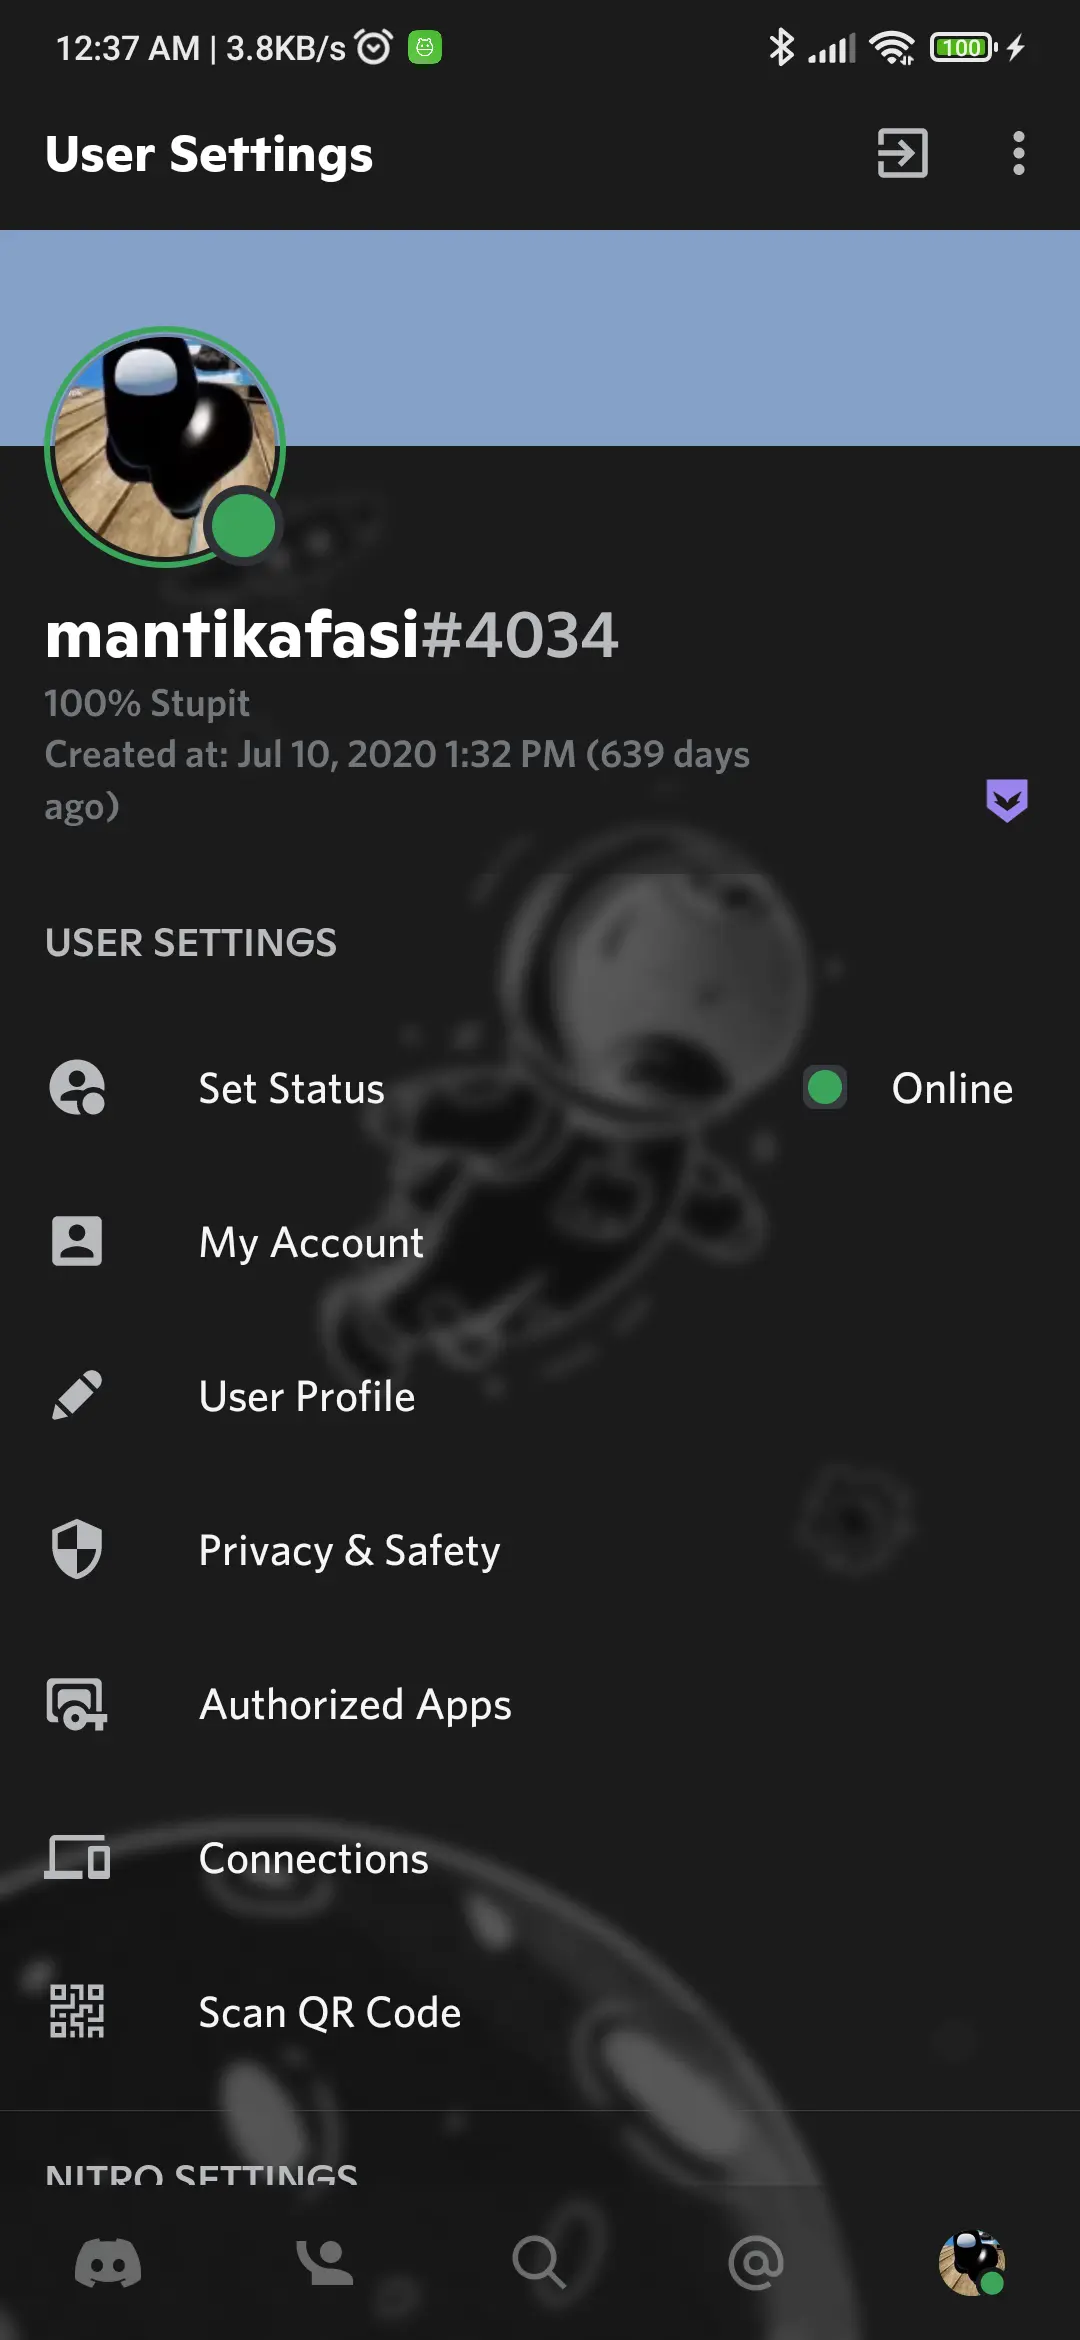 12:37 AM | 3.8KB/s
100
User Settings
mantikafasi#4034
100% Stupit
Created at: Jul 10, 2020 1:32 PM (639 days
ago)
USER SETTINGS
Set Status
Online
My Account
User Profile
Privacy & Safety
Authorized Apps
Connections
Scan QR Code
NITRO SETTINGS